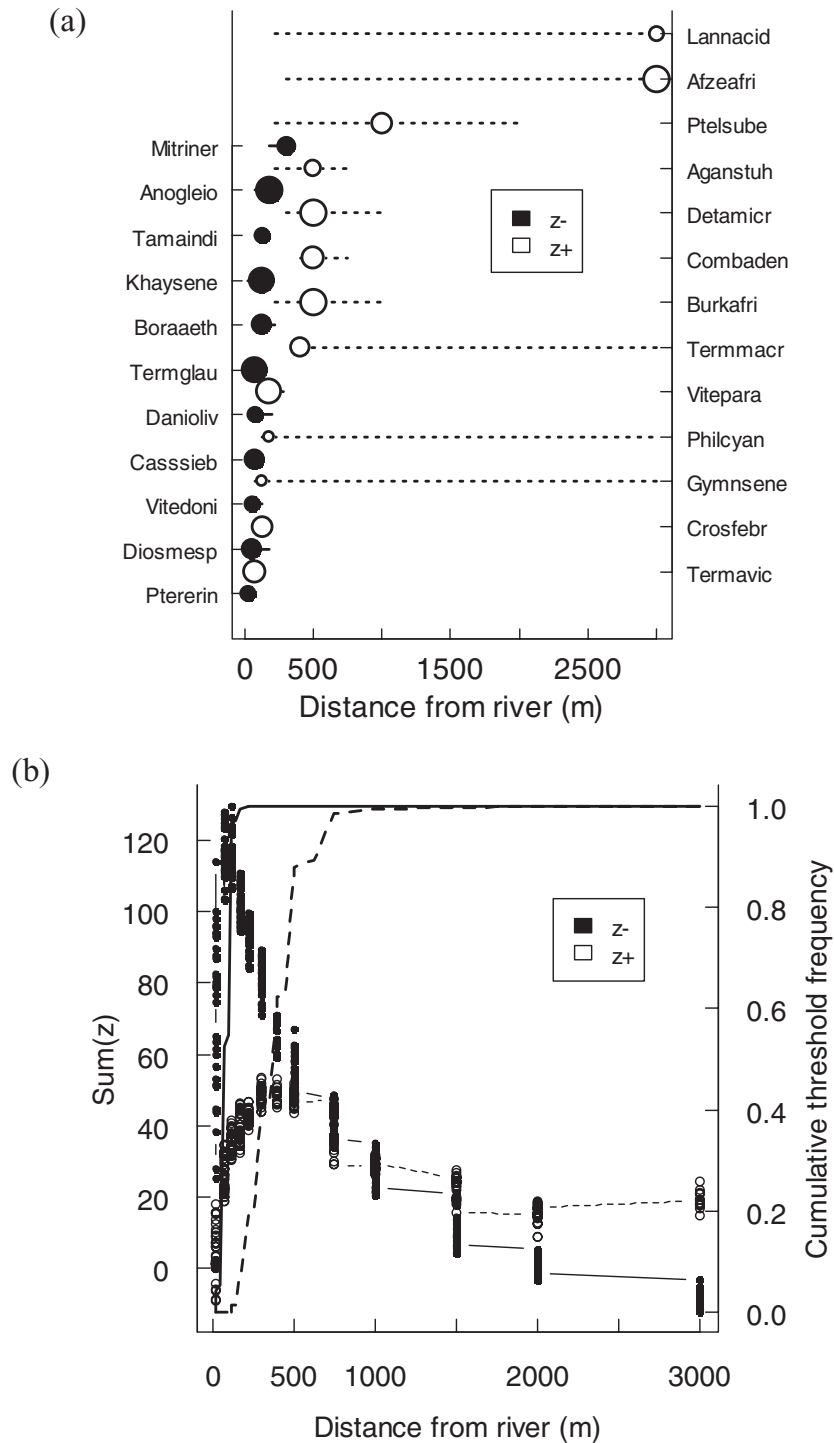 (a)
Lannacid
Afzeafri
Ptelsube
Mitriner
Aganstuh
Anogleio
Detamicr
z-
z+
Tamaindi
Combaden
Khaysene
Burkafri
Boraaeth
Termmacr
Termglau
Vitepara
Danioliv
Philcyan
Casssieb
Gymnsene
Vitedoni
Crosfebr
Diosmesp
Termavic
Ptererin
0 500 1500 2500
Distance from river (m)
(b)
120
100
80
60
40
20
0
Sum(z)
z-
z+
1.0
0.8
0.6
0.4
0.2
0.0
Cumulative threshold frequency
0 500 1000 2000 3000
Distance from river (m)